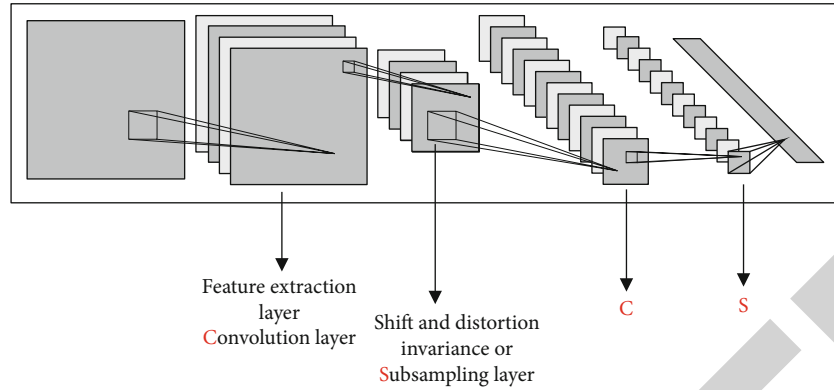 Feature extraction
layer
Convolution layer
Shift and distortion
invariance or
Subsampling layer
C
S